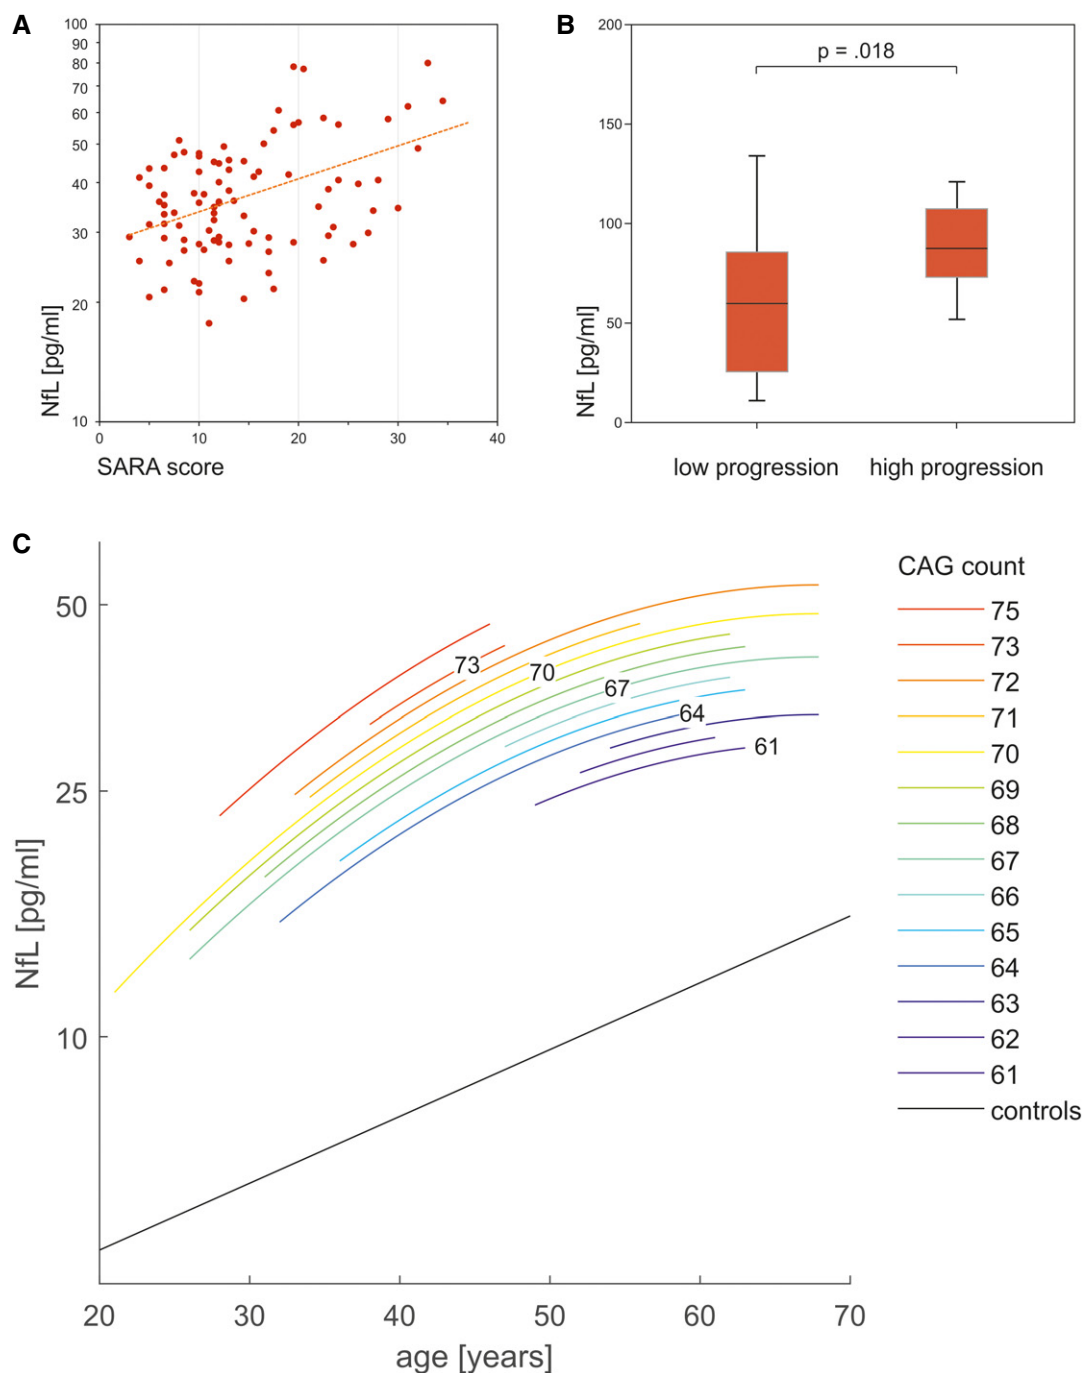 A
100
90
80
70
60
50
40
30
20
10
NfL [pg/ml]
0 10 20 30 40
SARA score
B
200
150
100
50
0
NfL [pg/ml]
p = .018
low progression high progression
C
50
25
10
NfL [pg/ml]
73
70
67
64
61
20 30 40 50 60 70
age [years]
CAG count
75
73
72
71
70
69
68
67
66
65
64
63
62
61
controls